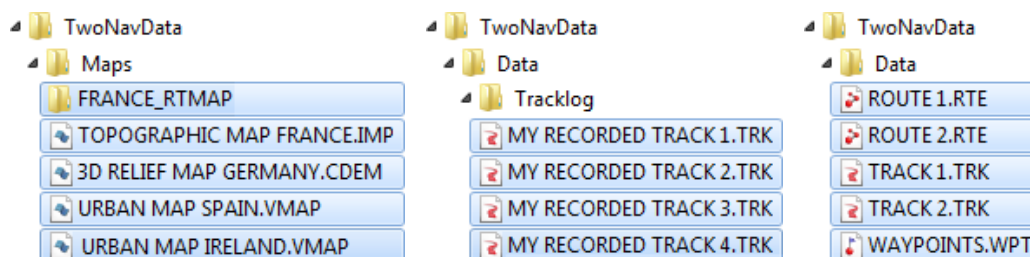 TwoNavData
Maps
FRANCE_RTMAP
TOPOGRAPHIC MAP FRANCE.IMP
3D RELIEF MAP GERMANY.CDEM
URBAN MAP SPAIN.VMAP
URBAN MAP IRELAND.VMAP
TwoNavData
Data
Tracklog
MY RECORDED TRACK 1.TRK
MY RECORDED TRACK 2.TRK
MY RECORDED TRACK 3.TRK
MY RECORDED TRACK 4.TRK
TwoNavData
Data
ROUTE 1.RTE
ROUTE 2.RTE
TRACK 1.TRK
TRACK 2.TRK
WAYPOINTS.WPT